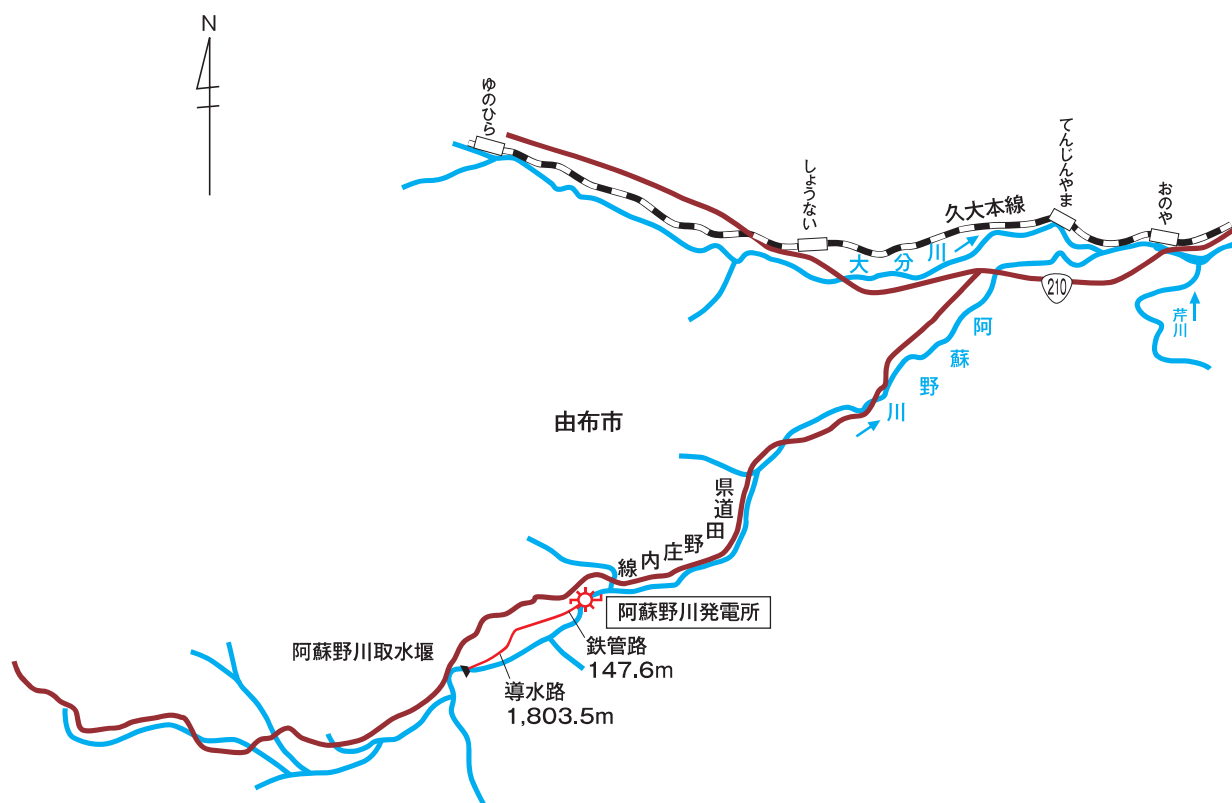 N
ゆのひら
しょうない
てんじんやま
おのや
久大本線
大分川
210
芹川
阿蘇野川
由布市
県道田野庄内線
阿蘇野川発電所
阿蘇野川取水堰
鉄管路
147.6m
導水路
1,803.5m